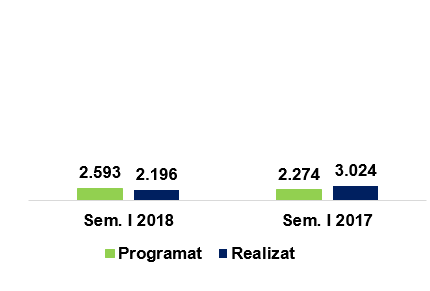 2.593 2.196 2.274 3.024
Sem. I 2018 Sem. I 2017
Programat Realizat